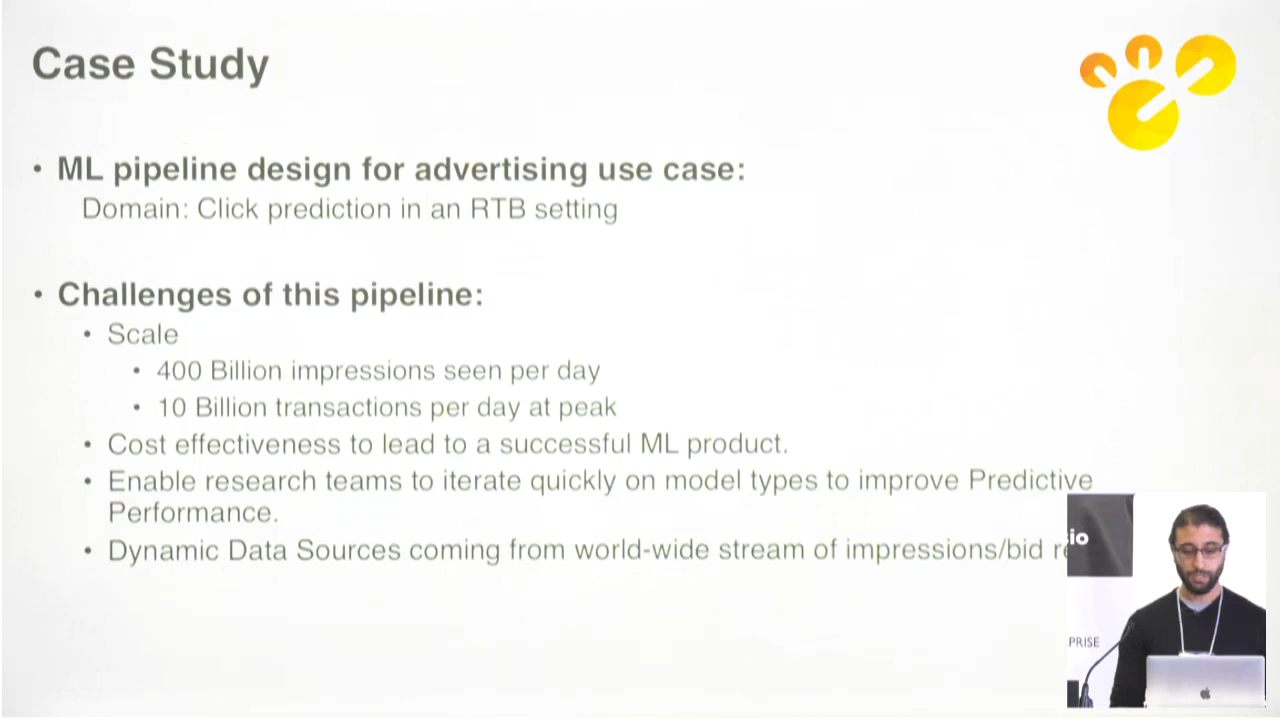 Case Study
• ML pipeline design for advertising use case:
Domain: Click prediction in an RTB setting
• Challenges of this pipeline:
• Scale
• 400 Billion impressions seen per day
• 10 Billion transactions per day at peak
• Cost effectiveness to lead to a successful ML product.
• Enable research teams to iterate quickly on model types to improve Predictive
Performance.
• Dynamic Data Sources coming from world-wide stream of impressions/bid
io
PRISE